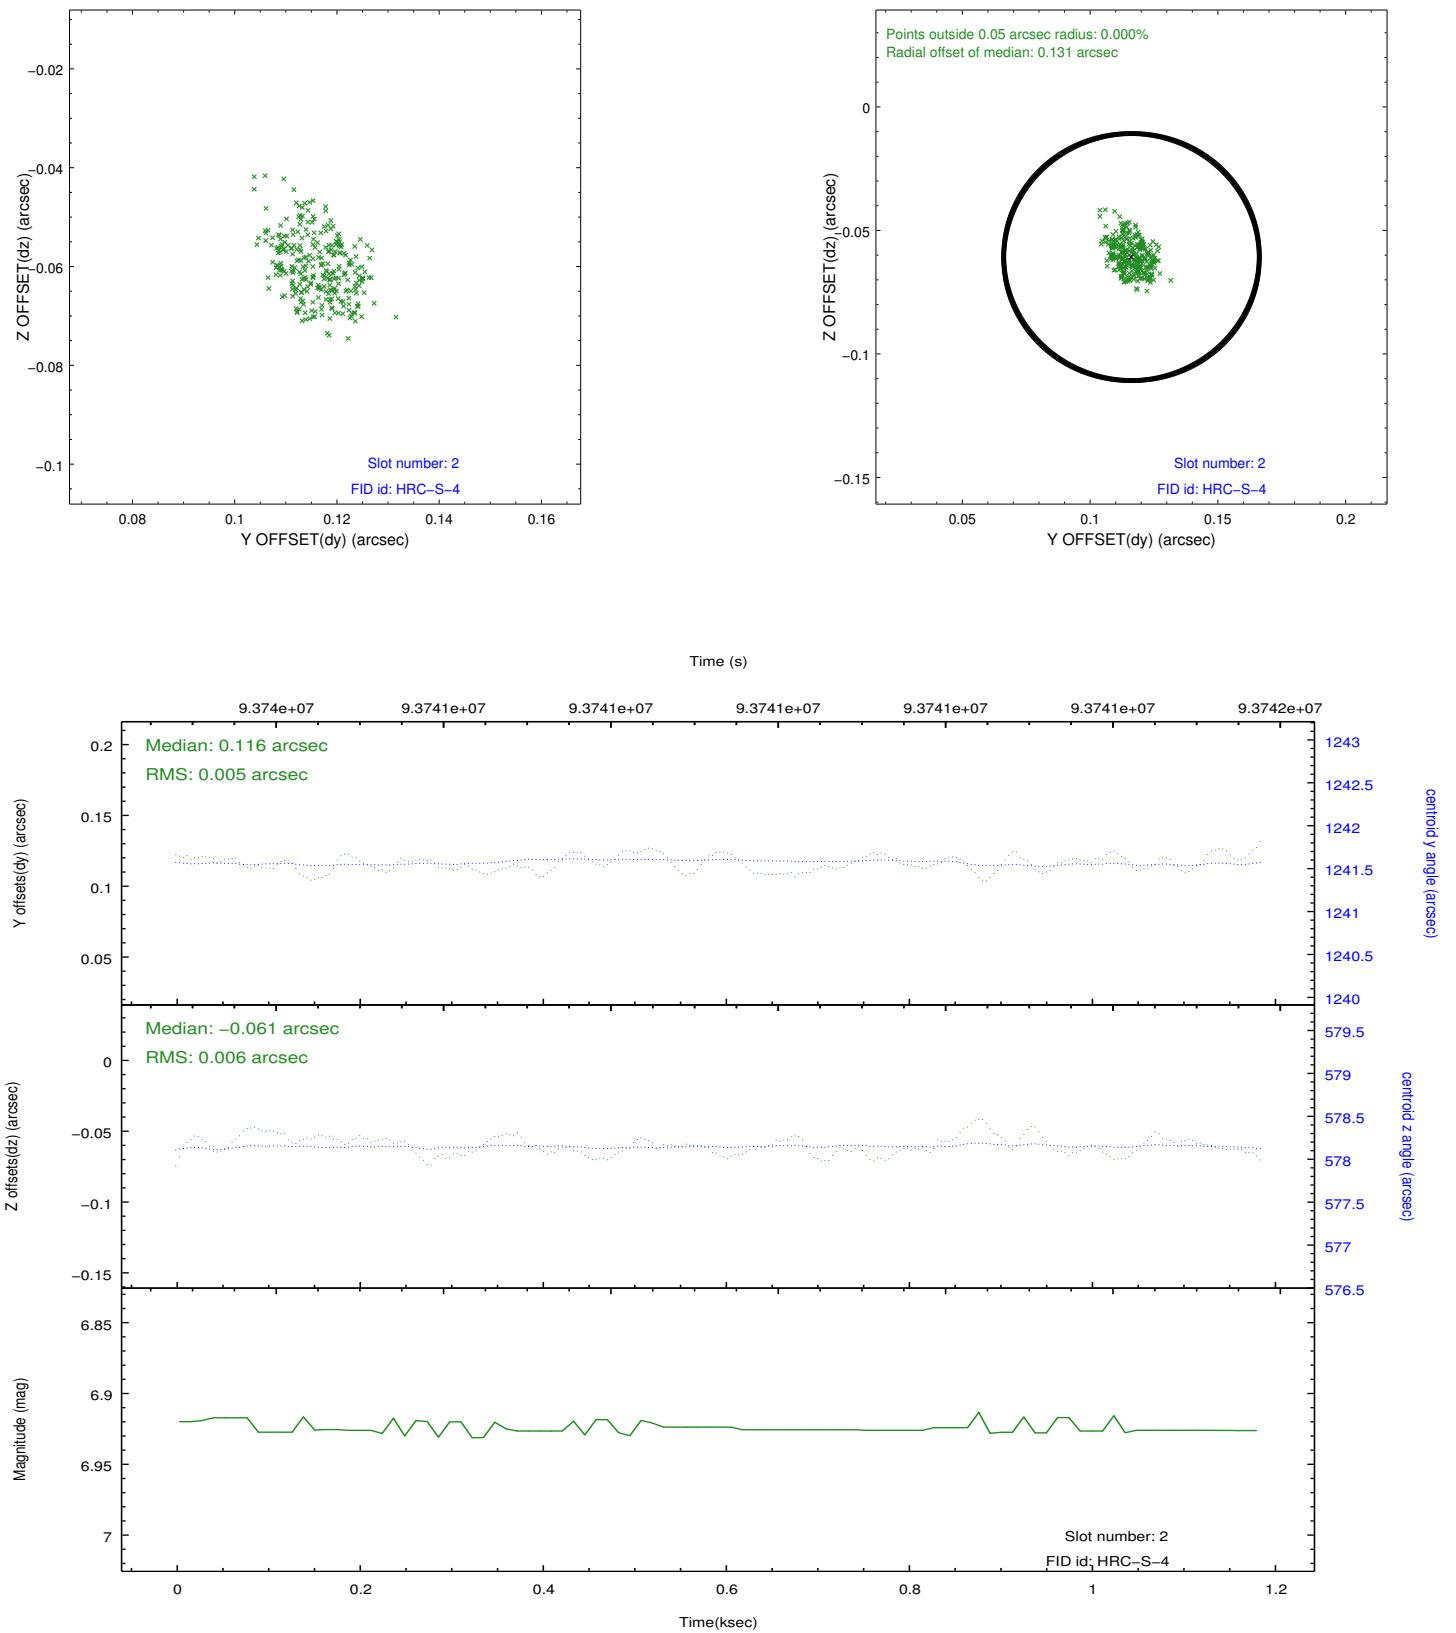 −0.02
−0.04
−0.06
−0.08
−0.1
Z OFFSET(dz) (arcsec)
Slot number: 2
FID id: HRC−S−4
0.08
0.1
0.12
0.14
0.16
Y OFFSET(dy) (arcsec)
Points outside 0.05 arcsec radius: 0.000%
Radial offset of median: 0.131 arcsec
0
−0.05
−0.1
−0.15
Z OFFSET(dz) (arcsec)
Slot number: 2
FID id: HRC−S−4
0.05
0.1
0.15
0.2
Y OFFSET(dy) (arcsec)
Time (s)
9.374e+07
9.3741e+07
9.3741e+07
9.3741e+07
9.3741e+07
9.3741e+07
9.3742e+07
Median: 0.116 arcsec
RMS: 0.005 arcsec
0.2
0.15
0.1
0.05
Y offsets(dy) (arcsec)
1243
1242.5
1242
1241.5
1241
1240.5
1240
centroid y angle (arcsec)
Median: −0.061 arcsec
RMS: 0.006 arcsec
0
−0.05
−0.1
−0.15
Z offsets(dz) (arcsec)
579.5
579
578.5
578
577.5
577
576.5
centroid z angle (arcsec)
6.85
6.9
6.95
7
Magnitude (mag)
Slot number: 2
FID id: HRC−S−4
0
0.2
0.4
0.6
0.8
1
1.2
Time(ksec)